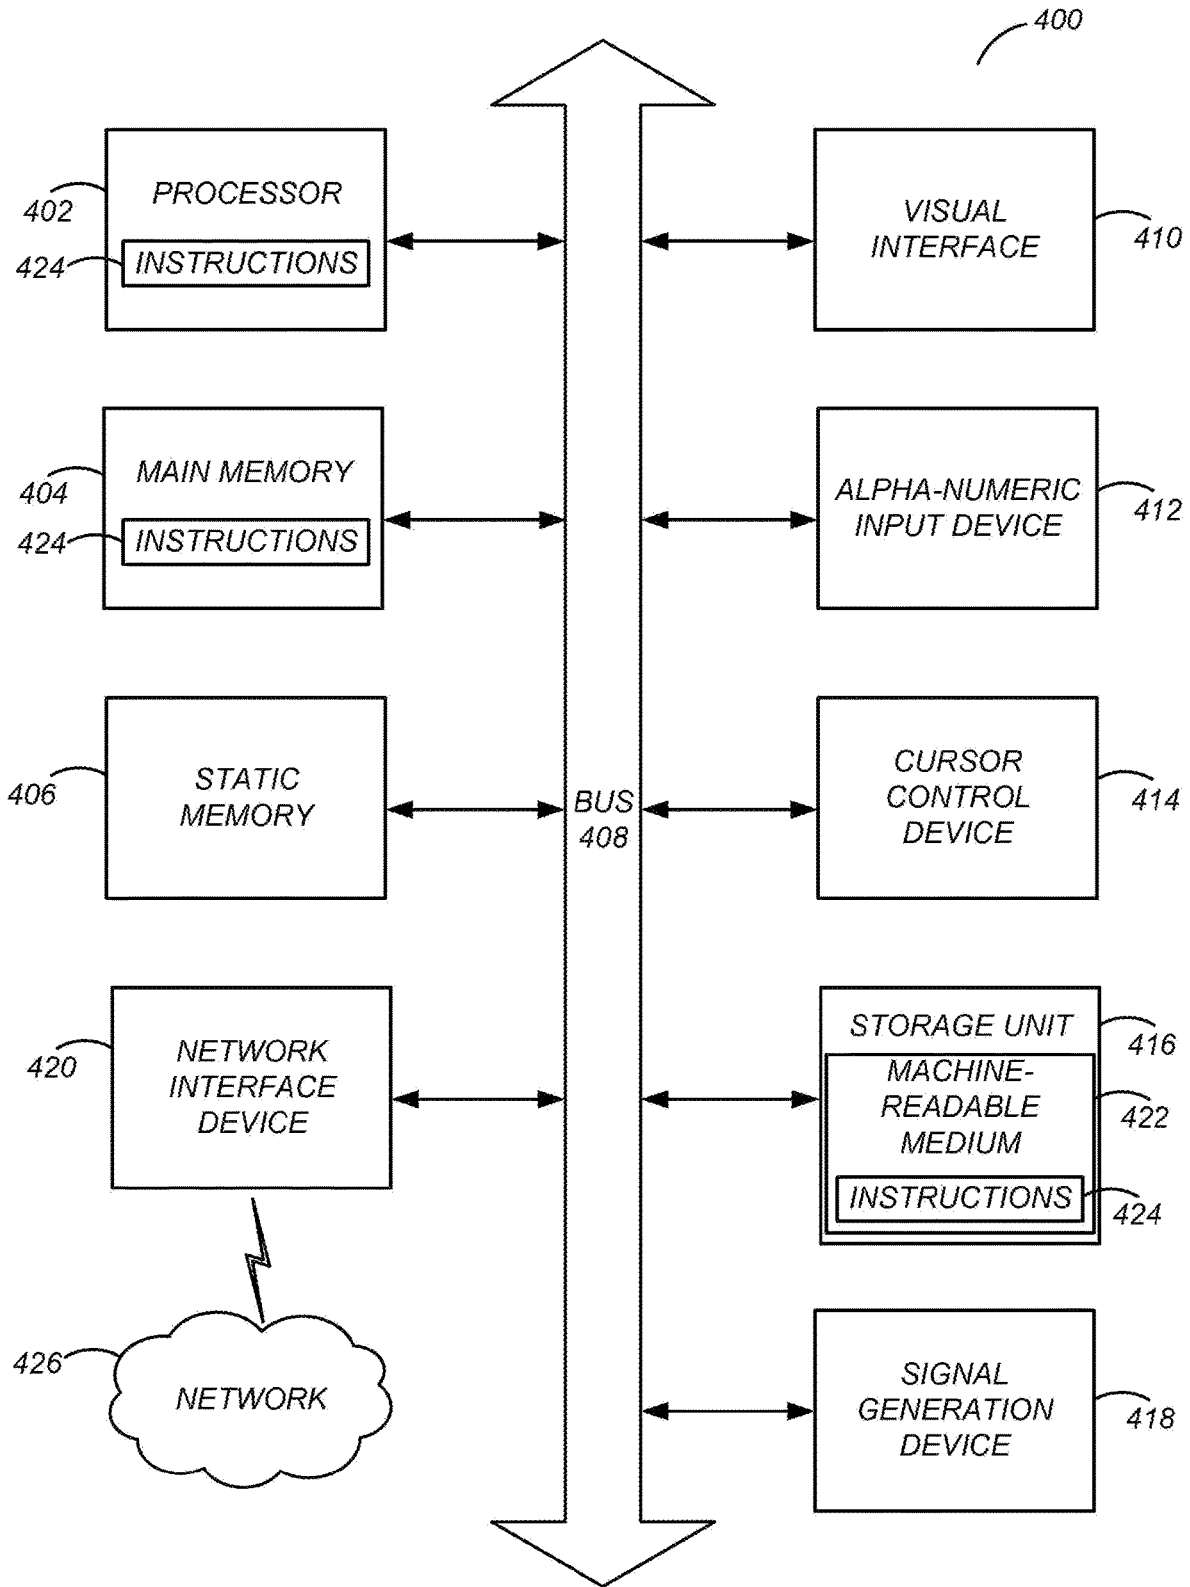 400
PROCESSOR
402
424
INSTRUCTIONS
VISUAL
INTERFACE
410
MAIN MEMORY
404
424
INSTRUCTIONS
ALPHA-NUMERIC
INPUT DEVICE
412
STATIC
MEMORY
406
BUS
408
CURSOR
CONTROL
DEVICE
414
NETWORK
INTERFACE
DEVICE
420
STORAGE UNIT
416
MACHINE-
READABLE
MEDIUM
422
INSTRUCTIONS
424
426
NETWORK
SIGNAL
GENERATION
DEVICE
418